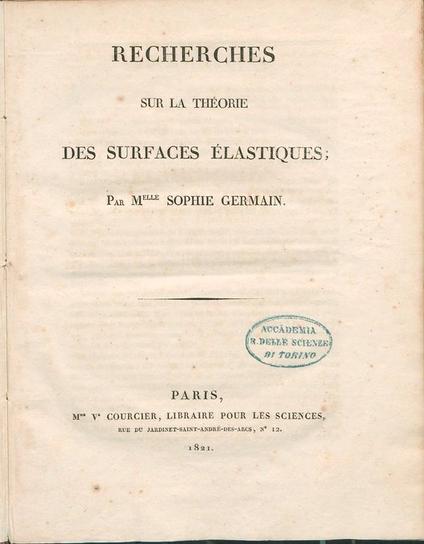 RECHERCHES
SUR LA THÉORIE
DES SURFACES ÉLASTIQUES;
PAR MELLE SOPHIE GERMAIN.
ACCÀDEMIA
R. DELLE SCIENZE
DI TORINO
PARIS,
Mme Ve COURCIER, LIBRAIRE POUR LES SCIENCES,
RUE DU JARDINET-SAINT-ANDRÉ-DES-ARCS, N° 12.
1821.